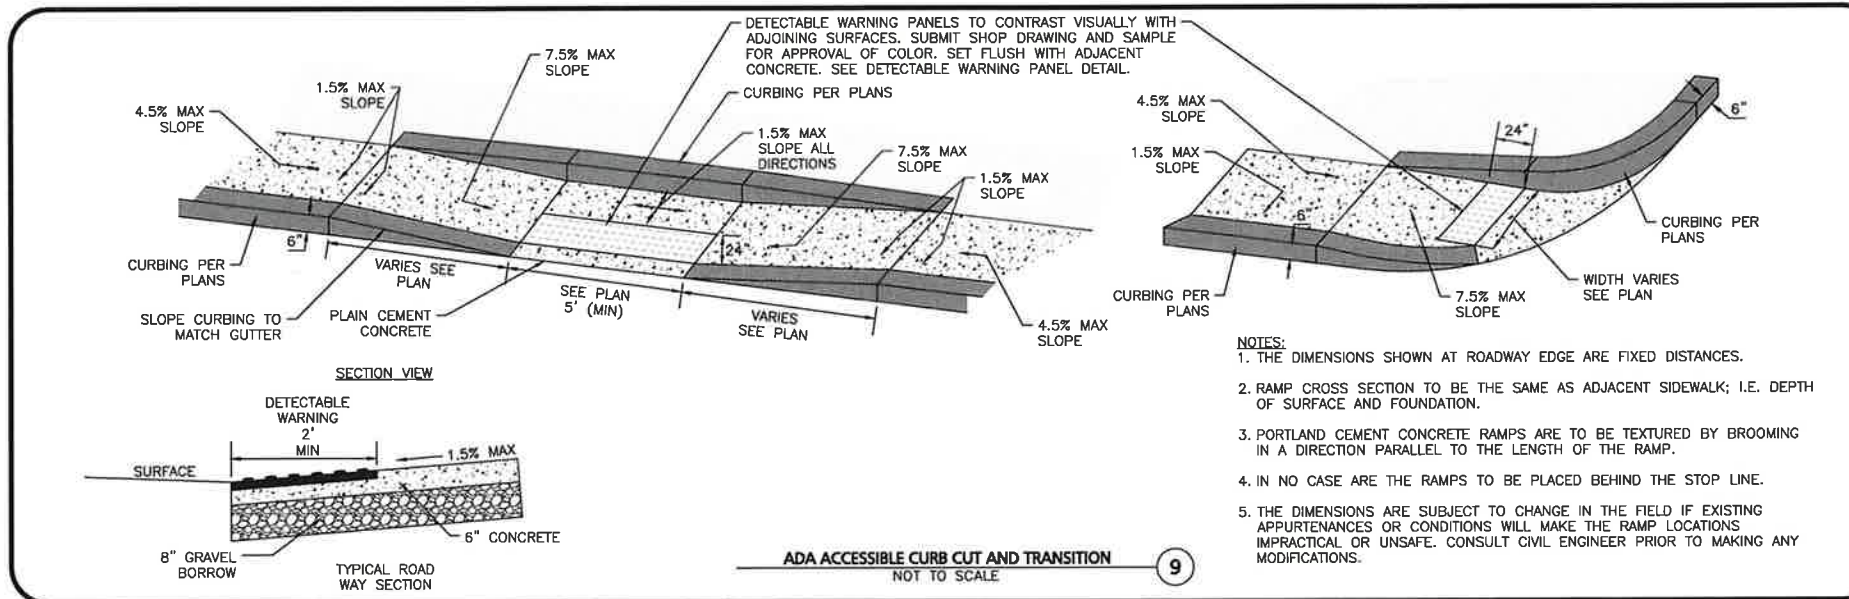 DETECTABLE WARNING PANELS TO CONTRAST VISUALLY WITH
ADJOINING SURFACES. SUBMIT SHOP DRAWING AND SAMPLE
FOR APPROVAL OF COLOR. SET FLUSH WITH ADJACENT
CONCRETE. SEE DETECTABLE WARNING PANEL DETAIL.
7.5% MAX
SLOPE
1.5% MAX
SLOPE
4.5% MAX
SLOPE
CURBING PER PLANS
1.5% MAX
SLOPE ALL
DIRECTIONS
7.5% MAX
SLOPE
1.5% MAX
SLOPE
6"
24"
CURBING PER
PLANS
VARIES SEE
PLAN
SEE PLAN
5' (MIN)
VARIES
SEE PLAN
SLOPE CURBING TO
MATCH GUTTER
PLAIN CEMENT
CONCRETE
4.5% MAX
SLOPE
4.5% MAX
SLOPE
1.5% MAX
SLOPE
24"
6"
6"
CURBING PER
PLANS
WIDTH VARIES
SEE PLAN
CURBING PER
PLANS
7.5% MAX
SLOPE
SECTION VIEW
DETECTABLE
WARNING
2'
MIN
1.5% MAX
SURFACE
6" CONCRETE
8" GRAVEL
BORROW
TYPICAL ROAD
WAY SECTION
ADA ACCESSIBLE CURB CUT AND TRANSITION
NOT TO SCALE
9
NOTES:
1. THE DIMENSIONS SHOWN AT ROADWAY EDGE ARE FIXED DISTANCES.
2. RAMP CROSS SECTION TO BE THE SAME AS ADJACENT SIDEWALK; I.E. DEPTH
OF SURFACE AND FOUNDATION.
3. PORTLAND CEMENT CONCRETE RAMPS ARE TO BE TEXTURED BY BROOMING
IN A DIRECTION PARALLEL TO THE LENGTH OF THE RAMP.
4. IN NO CASE ARE THE RAMPS TO BE PLACED BEHIND THE STOP LINE.
5. THE DIMENSIONS ARE SUBJECT TO CHANGE IN THE FIELD IF EXISTING
APPURTENANCES OR CONDITIONS WILL MAKE THE RAMP LOCATIONS
IMPRACTICAL OR UNSAFE. CONSULT CIVIL ENGINEER PRIOR TO MAKING ANY
MODIFICATIONS.